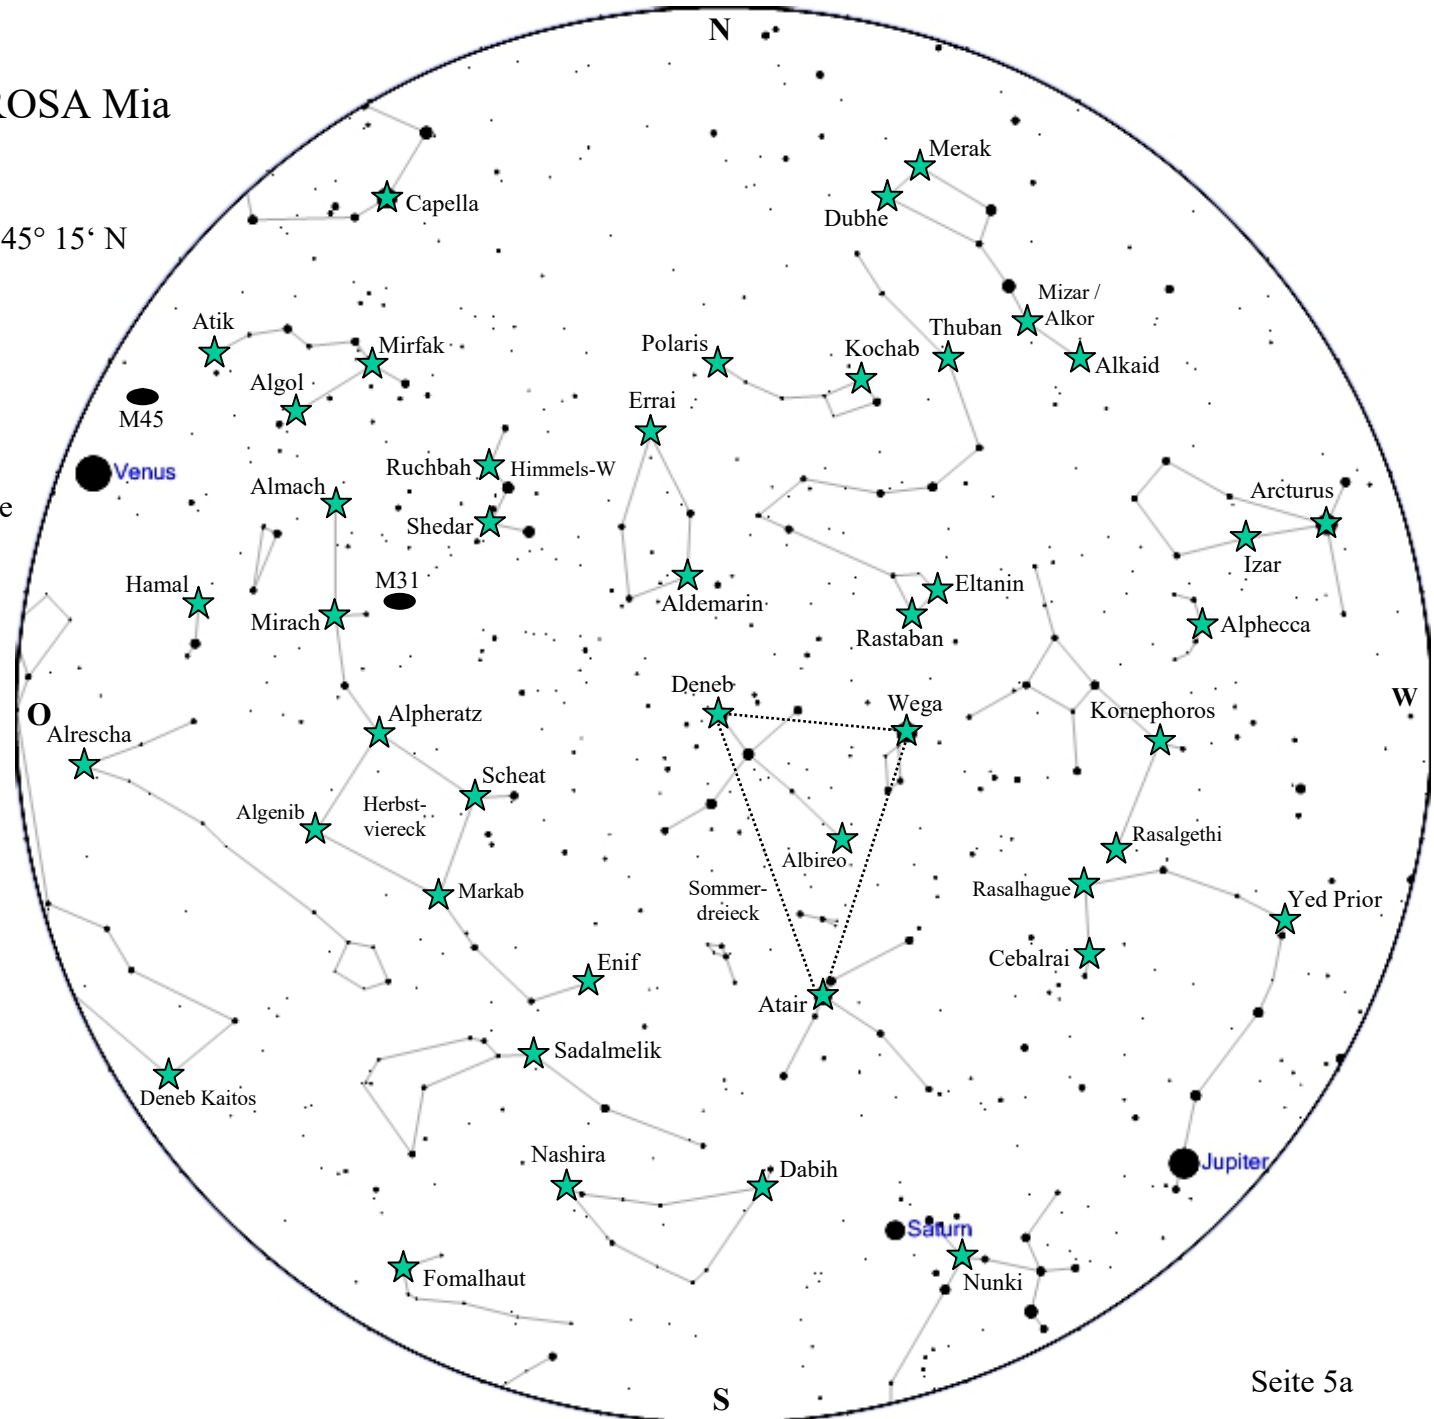 N
ROSA Mia
Merak
Capella
Dubhe
45° 15‘ N
Mizar /
Alkor
Atik
Thuban
Mirfak
Polaris
Kochab
Alkaid
Algol
Errai
M45
Venus
Ruchbah
Himmels-W
Almach
Arcturus
e
Shedar
Izar
M31
Hamal
Eltanin
Aldemarin
Mirach
Rastaban
Alphecca
Deneb
W
Wega
O
Alpheratz
Kornephoros
Alrescha
Scheat
Herbst-
viereck
Algenib
Rasalgethi
Albireo
Sommer-
dreieck
Markab
Rasalhague
Yed Prior
Enif
Cebalrai
Atair
Sadalmelik
Deneb Kaitos
Nashira
Dabih
Jupiter
Saturn
Fomalhaut
Nunki
Seite 5a
S